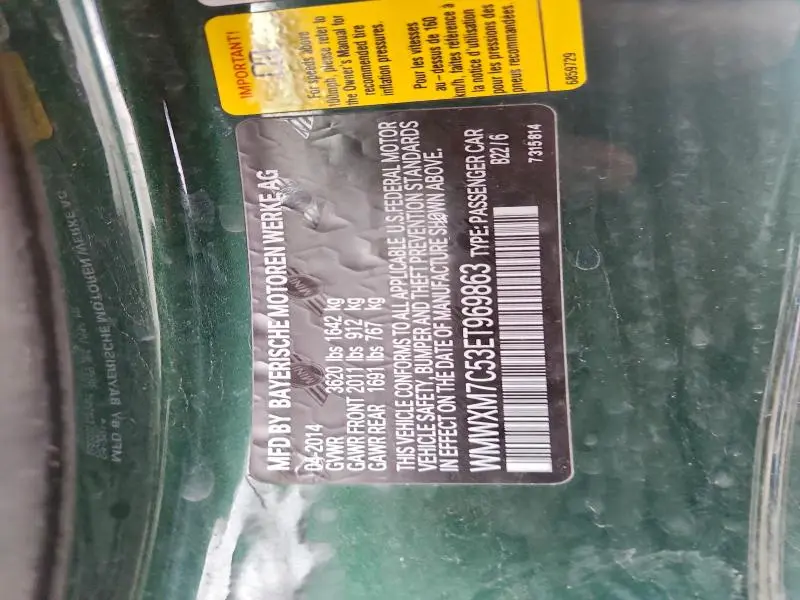 IMPORTANT!
For speeds above
100mph, please refer to
the Owner's Manual for
recommended tire
inflation pressures.
Pour les vitesses
au-dessus de 160
km/h, faites référence à
la notice d'utilisation
pour les pressions des
pneus recommandées.
6859729
MFD BY BAYERISCHE MOTOREN WERKE AG
04-2014
GVWR 3620 lbs 1642 kg
GAWR FRONT 2011 lbs 912 kg
GAWR REAR 1691 lbs 767 kg
THIS VEHICLE CONFORMS TO ALL APPLICABLE U.S. FEDERAL MOTOR
VEHICLE SAFETY, BUMPER AND THEFT PREVENTION STANDARDS
IN EFFECT ON THE DATE OF MANUFACTURE SHOWN ABOVE.
WMWXM7C53ET969863 TYPE: PASSENGER CAR
B22/6
7315814